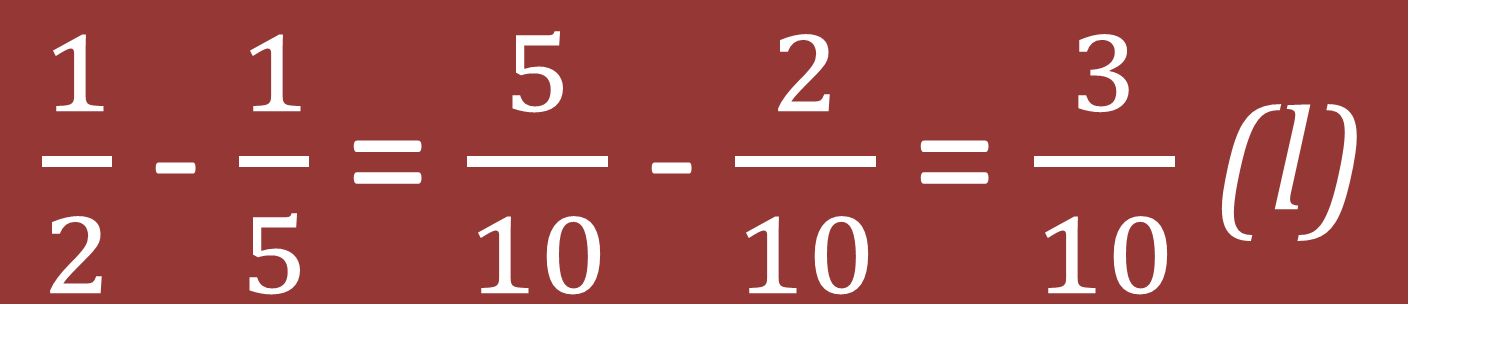 1/2 - 1/5 = 5/10 - 2/10 = 3/10 (l)